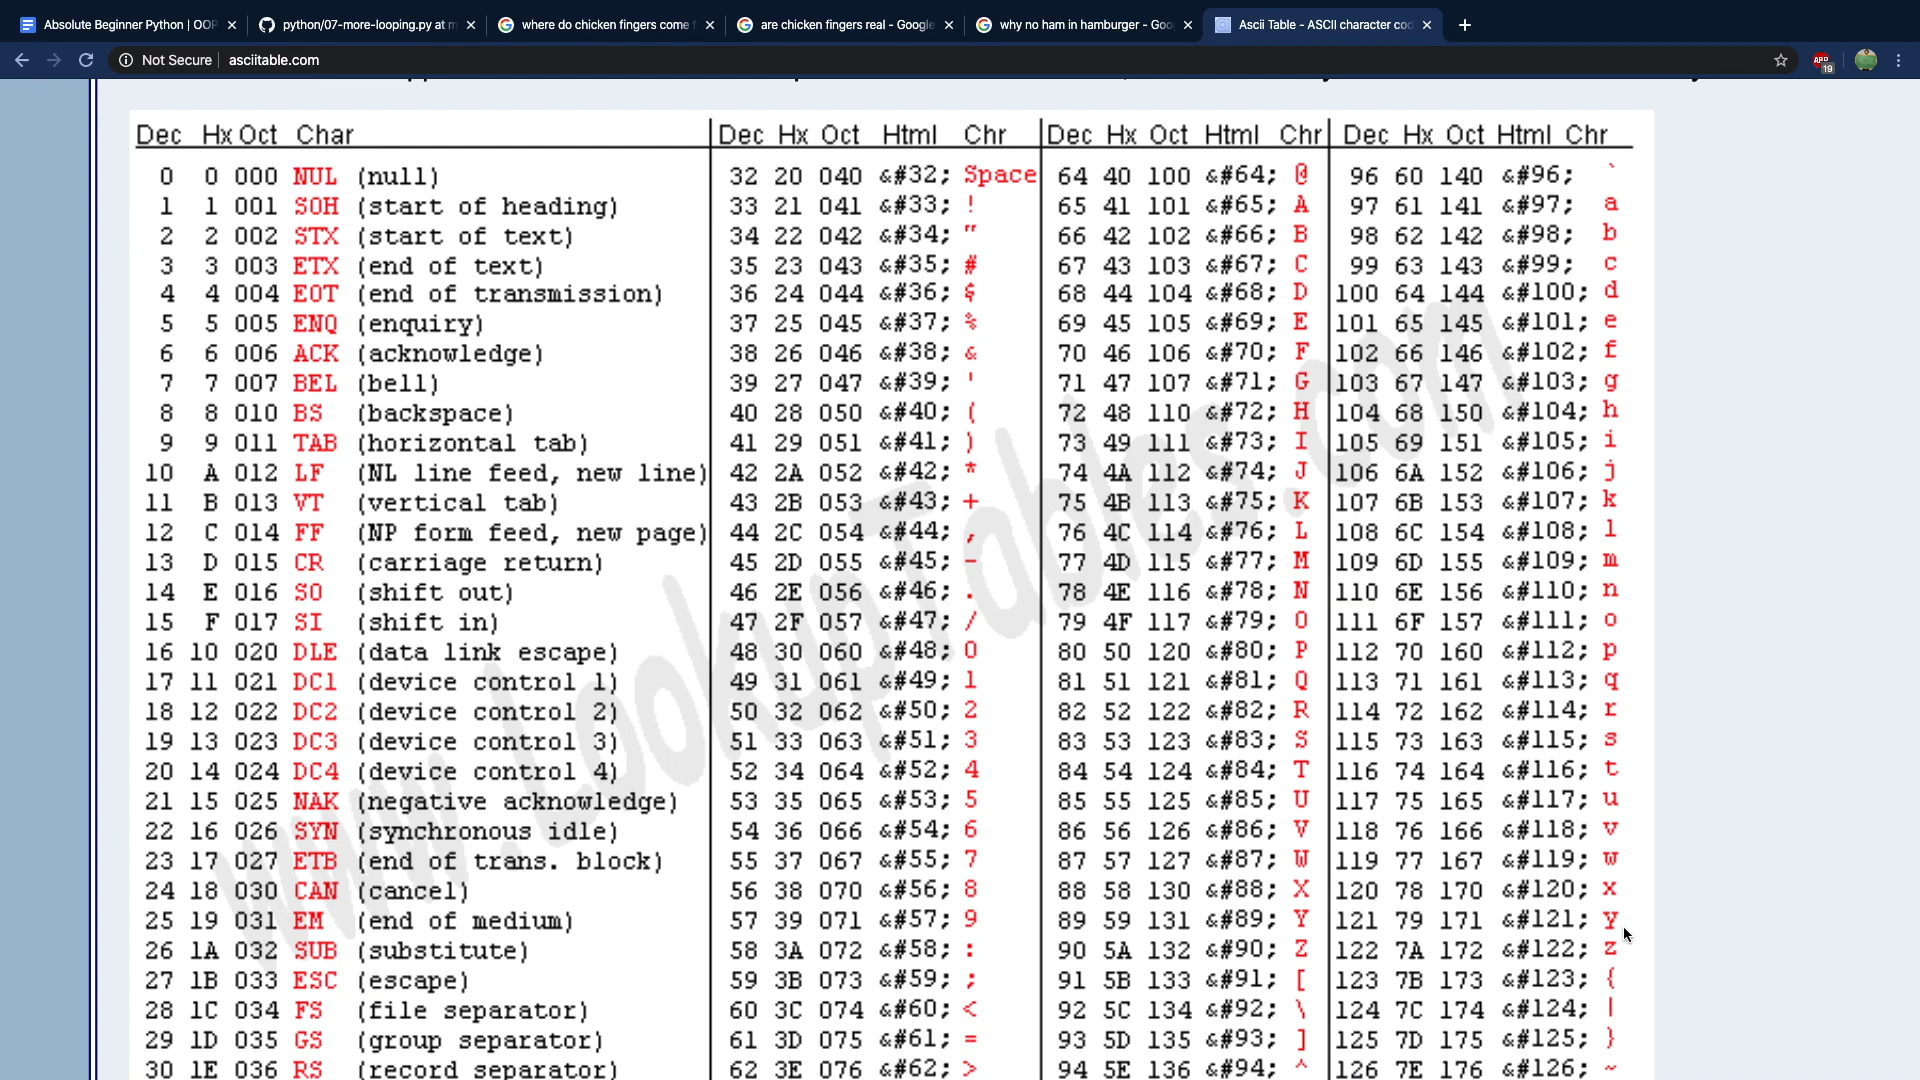 Absolute Beginner Python | OOP
python/07-more-looping.py at m
where do chicken fingers come f
are chicken fingers real - Google
why no ham in hamburger - Goo
Ascii Table - ASCII character cod
Not Secure asciitable.com
ABP 19
Dec Hx Oct Char Dec Hx Oct Html Chr Dec Hx Oct Html Chr Dec Hx Oct Html Chr
0 0 000 NUL (null) 32 20 040 &#32; Space 64 40 100 &#64; @ 96 60 140 &#96; `
1 1 001 SOH (start of heading) 33 21 041 &#33; ! 65 41 101 &#65; A 97 61 141 &#97; a
2 2 002 STX (start of text) 34 22 042 &#34; " 66 42 102 &#66; B 98 62 142 &#98; b
3 3 003 ETX (end of text) 35 23 043 &#35; # 67 43 103 &#67; C 99 63 143 &#99; c
4 4 004 EOT (end of transmission) 36 24 044 &#36; $ 68 44 104 &#68; D 100 64 144 &#100; d
5 5 005 ENQ (enquiry) 37 25 045 &#37; % 69 45 105 &#69; E 101 65 145 &#101; e
6 6 006 ACK (acknowledge) 38 26 046 &#38; & 70 46 106 &#70; F 102 66 146 &#102; f
7 7 007 BEL (bell) 39 27 047 &#39; ' 71 47 107 &#71; G 103 67 147 &#103; g
8 8 010 BS (backspace) 40 28 050 &#40; ( 72 48 110 &#72; H 104 68 150 &#104; h
9 9 011 TAB (horizontal tab) 41 29 051 &#41; ) 73 49 111 &#73; I 105 69 151 &#105; i
10 A 012 LF (NL line feed, new line) 42 2A 052 &#42; * 74 4A 112 &#74; J 106 6A 152 &#106; j
11 B 013 VT (vertical tab) 43 2B 053 &#43; + 75 4B 113 &#75; K 107 6B 153 &#107; k
12 C 014 FF (NP form feed, new page) 44 2C 054 &#44; , 76 4C 114 &#76; L 108 6C 154 &#108; l
13 D 015 CR (carriage return) 45 2D 055 &#45; - 77 4D 115 &#77; M 109 6D 155 &#109; m
14 E 016 SO (shift out) 46 2E 056 &#46; . 78 4E 116 &#78; N 110 6E 156 &#110; n
15 F 017 SI (shift in) 47 2F 057 &#47; / 79 4F 117 &#79; O 111 6F 157 &#111; o
16 10 020 DLE (data link escape) 48 30 060 &#48; 0 80 50 120 &#80; P 112 70 160 &#112; p
17 11 021 DC1 (device control 1) 49 31 061 &#49; 1 81 51 121 &#81; Q 113 71 161 &#113; q
18 12 022 DC2 (device control 2) 50 32 062 &#50; 2 82 52 122 &#82; R 114 72 162 &#114; r
19 13 023 DC3 (device control 3) 51 33 063 &#51; 3 83 53 123 &#83; S 115 73 163 &#115; s
20 14 024 DC4 (device control 4) 52 34 064 &#52; 4 84 54 124 &#84; T 116 74 164 &#116; t
21 15 025 NAK (negative acknowledge) 53 35 065 &#53; 5 85 55 125 &#85; U 117 75 165 &#117; u
22 16 026 SYN (synchronous idle) 54 36 066 &#54; 6 86 56 126 &#86; V 118 76 166 &#118; v
23 17 027 ETB (end of trans. block) 55 37 067 &#55; 7 87 57 127 &#87; W 119 77 167 &#119; w
24 18 030 CAN (cancel) 56 38 070 &#56; 8 88 58 130 &#88; X 120 78 170 &#120; x
25 19 031 EM (end of medium) 57 39 071 &#57; 9 89 59 131 &#89; Y 121 79 171 &#121; y
26 1A 032 SUB (substitute) 58 3A 072 &#58; : 90 5A 132 &#90; Z 122 7A 172 &#122; z
27 1B 033 ESC (escape) 59 3B 073 &#59; ; 91 5B 133 &#91; [ 123 7B 173 &#123; {
28 1C 034 FS (file separator) 60 3C 074 &#60; < 92 5C 134 &#92; \ 124 7C 174 &#124; |
29 1D 035 GS (group separator) 61 3D 075 &#61; = 93 5D 135 &#93; ] 125 7D 175 &#125; }
30 1E 036 RS (record separator) 62 3E 076 &#62; > 94 5E 136 &#94; ^ 126 7E 176 &#126; ~
www.LookupTables.com